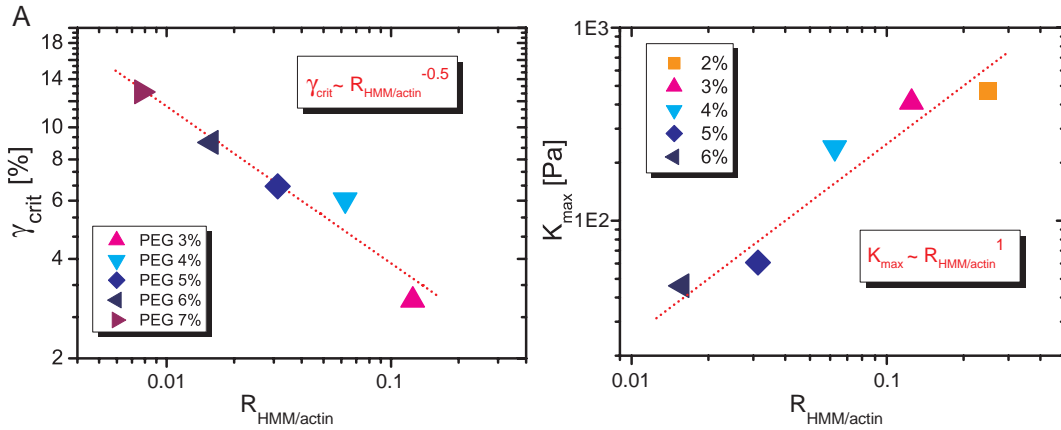 A
18
14
10
8
6
4
2
γcrit [%]
γcrit ~ RHMM/actin -0.5
PEG 3%
PEG 4%
PEG 5%
PEG 6%
PEG 7%
0.01
0.1
RHMM/actin
1E3
1E2
Kmax [Pa]
2%
3%
4%
5%
6%
Kmax ~ RHMM/actin 1
0.01
0.1
RHMM/actin